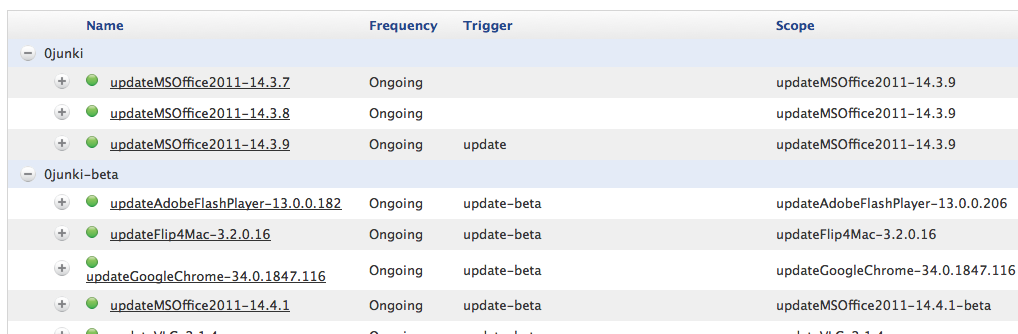 Name Frequency Trigger Scope
0junki
updateMSOffice2011-14.3.7 Ongoing updateMSOffice2011-14.3.9
updateMSOffice2011-14.3.8 Ongoing updateMSOffice2011-14.3.9
updateMSOffice2011-14.3.9 Ongoing update updateMSOffice2011-14.3.9
0junki-beta
updateAdobeFlashPlayer-13.0.0.182 Ongoing update-beta updateAdobeFlashPlayer-13.0.0.206
updateFlip4Mac-3.2.0.16 Ongoing update-beta updateFlip4Mac-3.2.0.16
updateGoogleChrome-34.0.1847.116 Ongoing update-beta updateGoogleChrome-34.0.1847.116
updateMSOffice2011-14.4.1 Ongoing update-beta updateMSOffice2011-14.4.1-beta